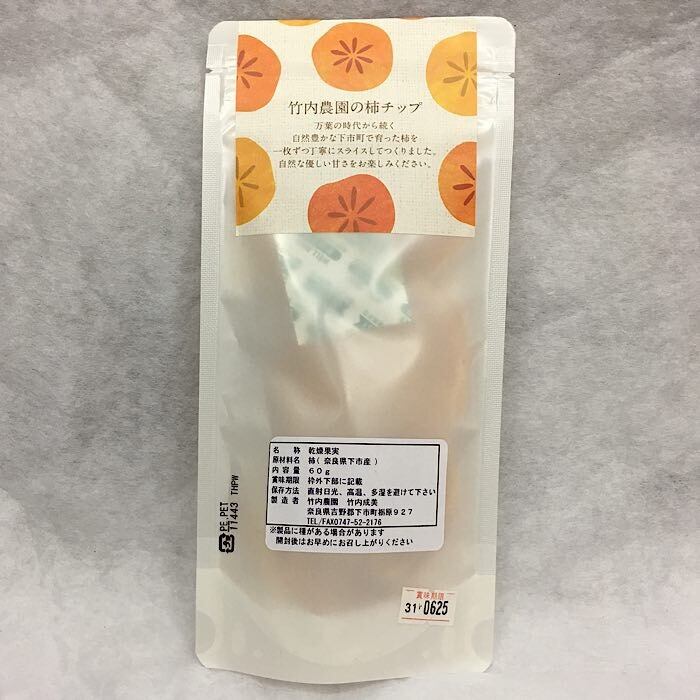 竹内農園の柿チップ
万葉の時代から続く
自然豊かな下市町で育った柿を
一枚ずつ丁寧にスライスしてつくりました。
自然な優しい甘さをお楽しみください。
名 称 乾燥果実
原材料名 柿(奈良県下市産)
内容量 60g
賞味期限 枠外下部に記載
保存方法 直射日光、高温、多湿を避けて下さい
製造者 竹内農園 竹内成美
奈良県吉野郡下市町栃原927
TEL/FAX0747-52-2176
※製品に種がある場合があります
開封後はお早めにお召し上がりください
賞味期限
31 0625
PE,PET
11443 THPW